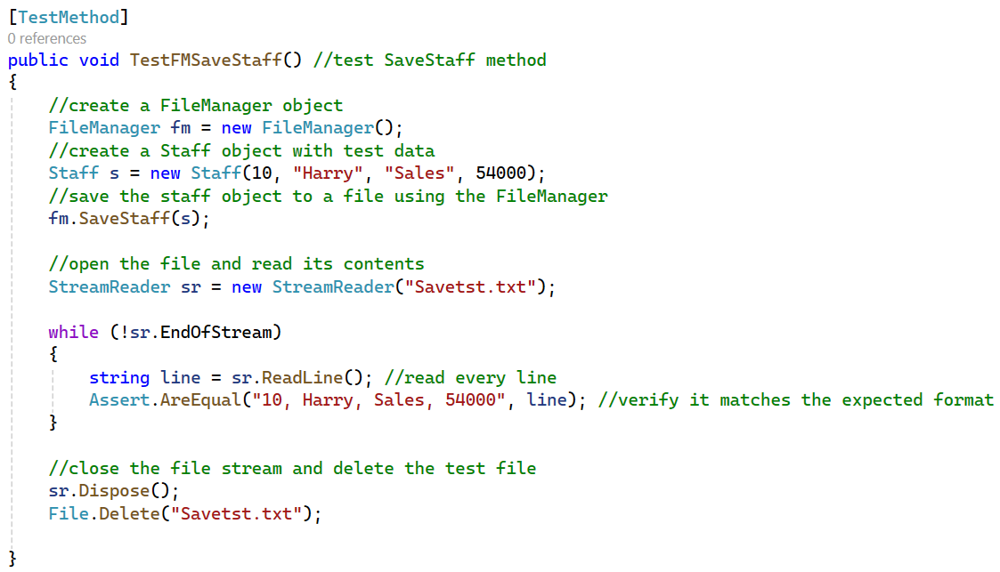 [TestMethod]
0 references
public void TestFMSaveStaff() //test SaveStaff method
{
    //create a FileManager object
    FileManager fm = new FileManager();
    //create a Staff object with test data
    Staff s = new Staff(10, "Harry", "Sales", 54000);
    //save the staff object to a file using the FileManager
    fm.SaveStaff(s);

    //open the file and read its contents
    StreamReader sr = new StreamReader("Savetst.txt");

    while (!sr.EndOfStream)
    {
        string line = sr.ReadLine(); //read every line
        Assert.AreEqual("10, Harry, Sales, 54000", line); //verify it matches the expected format
    }

    //close the file stream and delete the test file
    sr.Dispose();
    File.Delete("Savetst.txt");

}